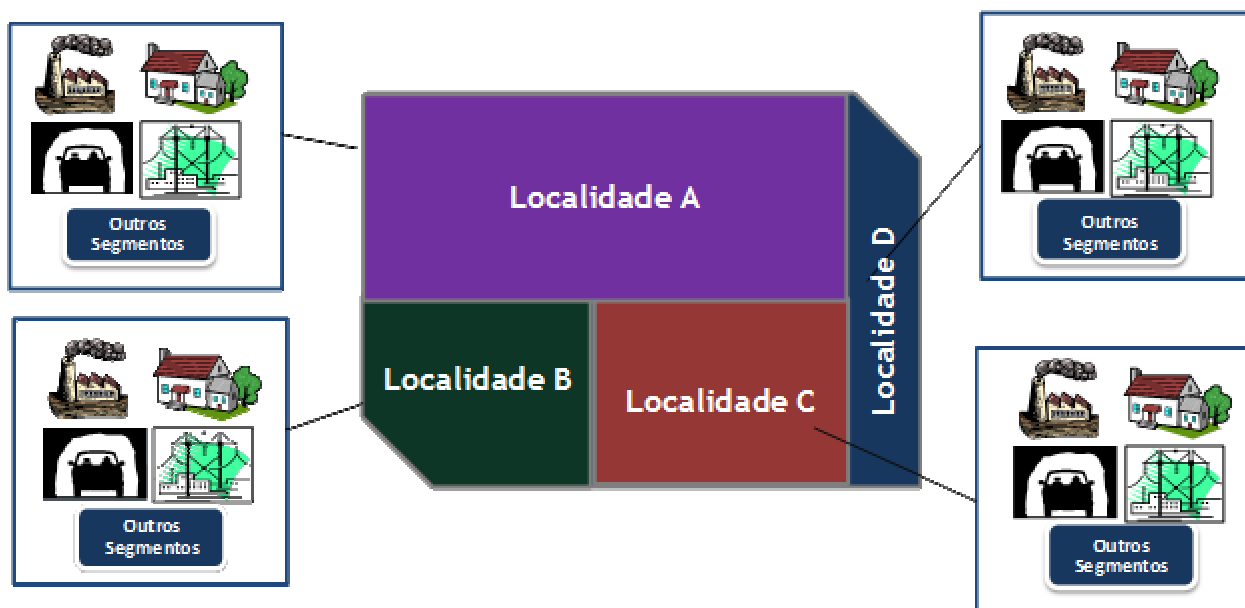 Outros
Segmentos
Localidade A
Outros
Segmentos
Localidade D
Localidade B
Localidade C
Outros
Segmentos
Outros
Segmentos